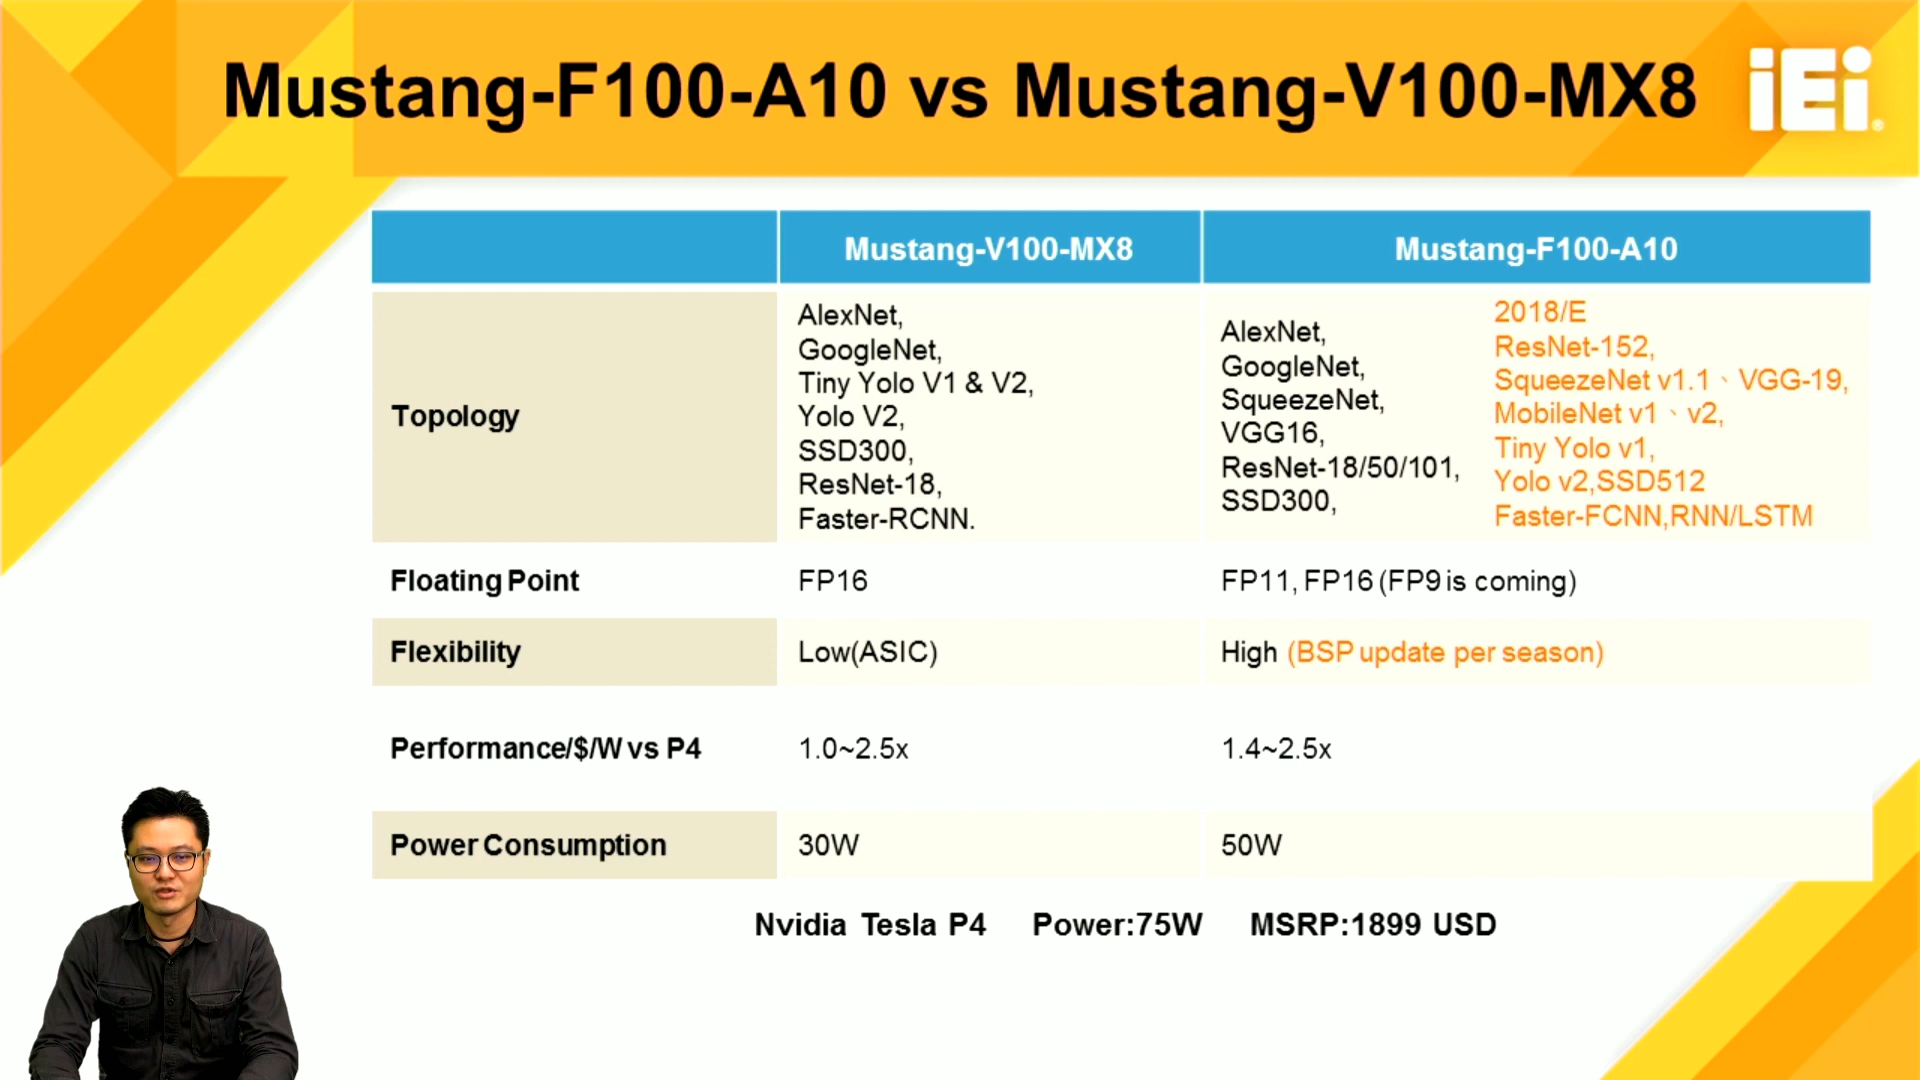 Mustang-F100-A10 vs Mustang-V100-MX8
iEi®
Mustang-V100-MX8
Mustang-F100-A10
Topology
AlexNet,
GoogleNet,
Tiny Yolo V1 & V2,
Yolo V2,
SSD300,
ResNet-18,
Faster-RCNN.
AlexNet,
GoogleNet,
SqueezeNet,
VGG16,
ResNet-18/50/101,
SSD300,
2018/E
ResNet-152,
SqueezeNet v1.1、VGG-19,
MobileNet v1、v2,
Tiny Yolo v1,
Yolo v2,SSD512
Faster-FCNN,RNN/LSTM
Floating Point
FP16
FP11, FP16 (FP9 is coming)
Flexibility
Low(ASIC)
High (BSP update per season)
Performance/$/W vs P4
1.0~2.5x
1.4~2.5x
Power Consumption
30W
50W
Nvidia Tesla P4 Power:75W MSRP:1899 USD